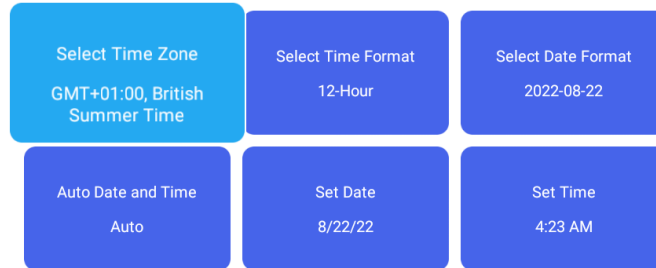 Select Time Zone
GMT+01:00, British
Summer Time
Select Time Format
12-Hour
Select Date Format
2022-08-22
Auto Date and Time
Auto
Set Date
8/22/22
Set Time
4:23 AM